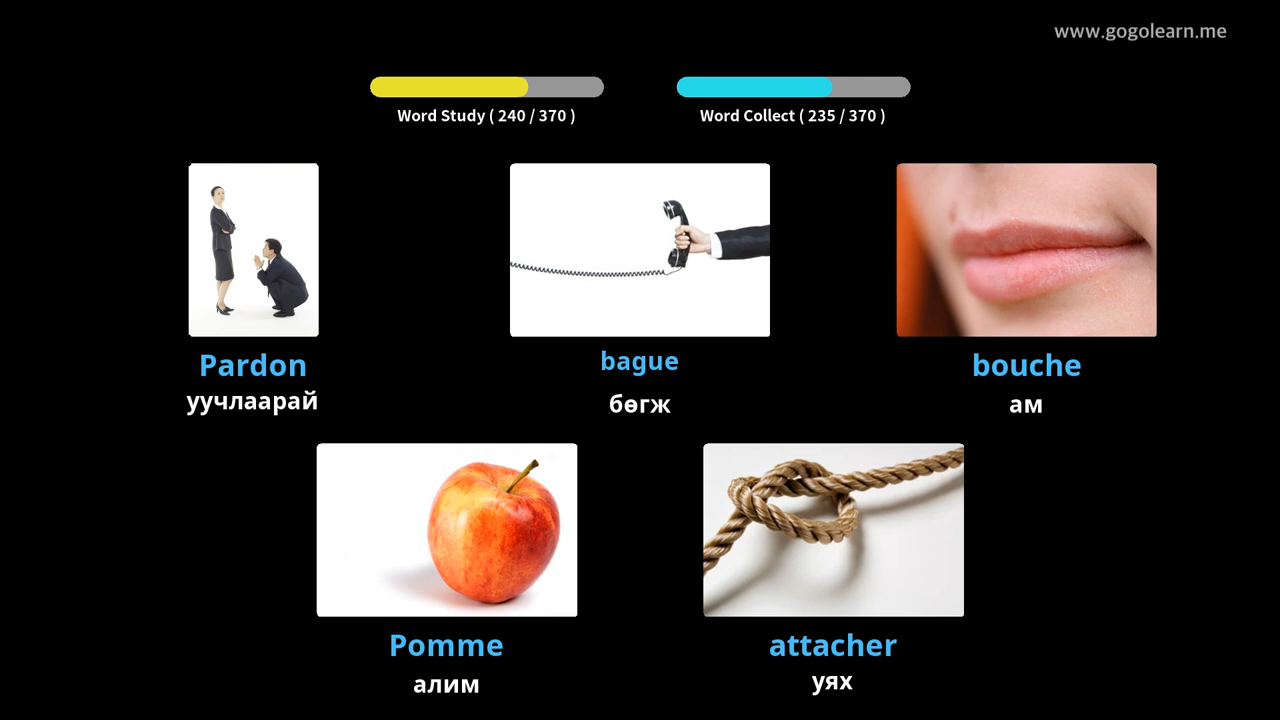 www.gogolearn.me
Word Study ( 240 / 370 )
Word Collect ( 235 / 370 )
Pardon
уучлаарай
bague
бөгж
bouche
ам
Pomme
алим
attacher
уях